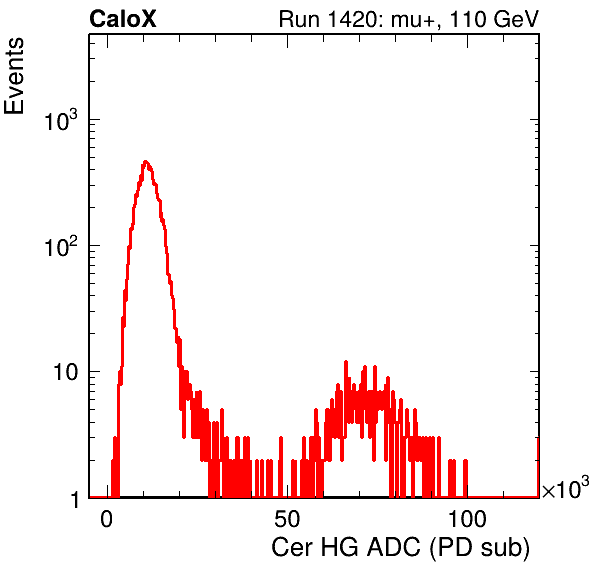 CaloX Run 1420: mu+, 110 GeV
Events
10³
10²
10
1
0 50 100 ×10³
Cer HG ADC (PD sub)